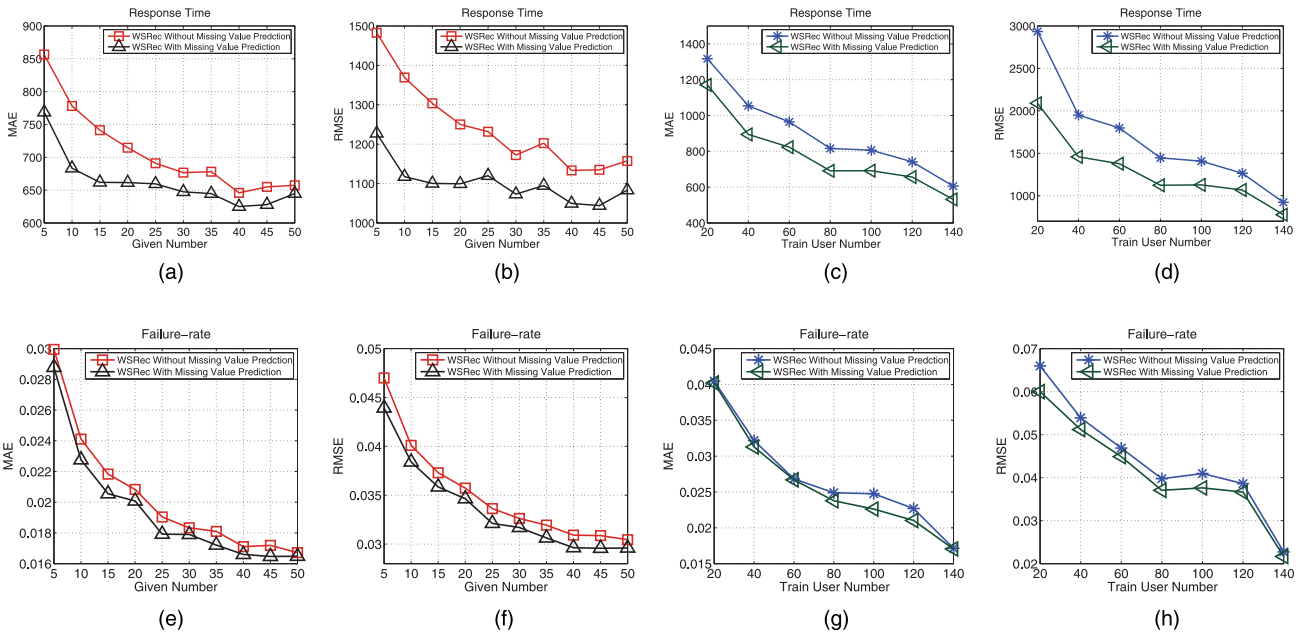 Response Time
WSRec Without Missing Value Predction
WSRec With Missing Value Prediction
MAE
900
850
800
750
700
650
600
5 10 15 20 25 30 35 40 45 50
Given Number
(a)
Response Time
WSRec Without Missing Value Predction
WSRec With Missing Value Prediction
RMSE
1500
1400
1300
1200
1100
1000
5 10 15 20 25 30 35 40 45 50
Given Number
(b)
Response Time
WSRec Without Missing Value Predction
WSRec With Missing Value Prediction
MAE
1400
1200
1000
800
600
400
20 40 60 80 100 120 140
Train User Number
(c)
Response Time
WSRec Without Missing Value Predction
WSRec With Missing Value Prediction
RMSE
3000
2500
2000
1500
1000
20 40 60 80 100 120 140
Train User Number
(d)
Failure-rate
WSRec Without Missing Value Predction
WSRec With Missing Value Prediction
MAE
0.03
0.028
0.026
0.024
0.022
0.02
0.018
0.016
5 10 15 20 25 30 35 40 45 50
Given Number
(e)
Failure-rate
WSRec Without Missing Value Predction
WSRec With Missing Value Prediction
RMSE
0.05
0.045
0.04
0.035
0.03
5 10 15 20 25 30 35 40 45 50
Given Number
(f)
Failure-rate
WSRec Without Missing Value Predction
WSRec With Missing Value Prediction
MAE
0.045
0.04
0.035
0.03
0.025
0.02
0.015
20 40 60 80 100 120 140
Train User Number
(g)
Failure-rate
WSRec Without Missing Value Predction
WSRec With Missing Value Prediction
RMSE
0.07
0.06
0.05
0.04
0.03
0.02
20 40 60 80 100 120 140
Train User Number
(h)